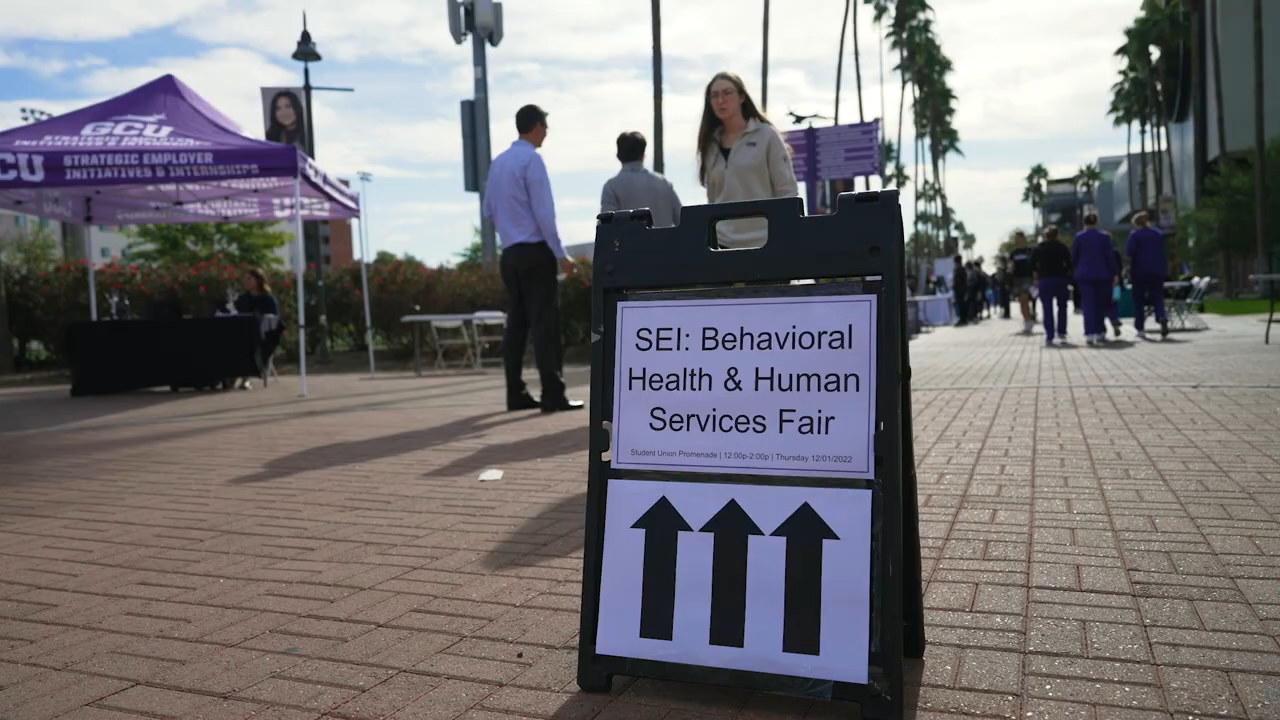 GCU
STRATEGIC EMPLOYER
INITIATIVES & INTERNSHIPS
CU
STRATEGIC EMPLOYER
INITIATIVES & INTERNSHIPS
SEI: Behavioral
Health & Human
Services Fair
Student Union Promenade | 12:00p-2:00p | Thursday 12/01/2022